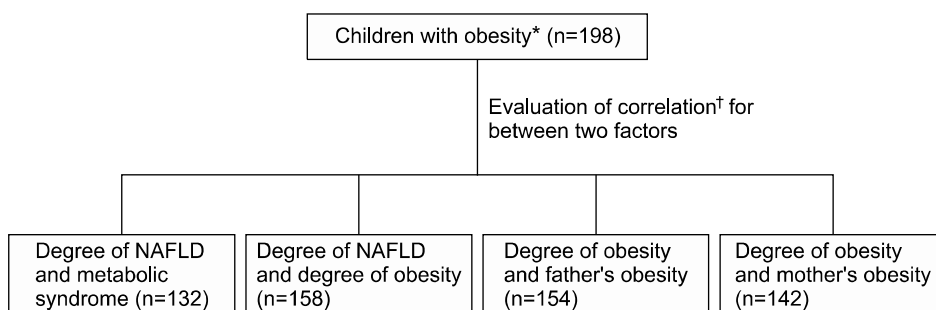 Children with obesity* (n=198)
Evaluation of correlation† for
between two factors
Degree of NAFLD
and metabolic
syndrome (n=132)
Degree of NAFLD
and degree of obesity
(n=158)
Degree of obesity
and father's obesity
(n=154)
Degree of obesity
and mother's obesity
(n=142)